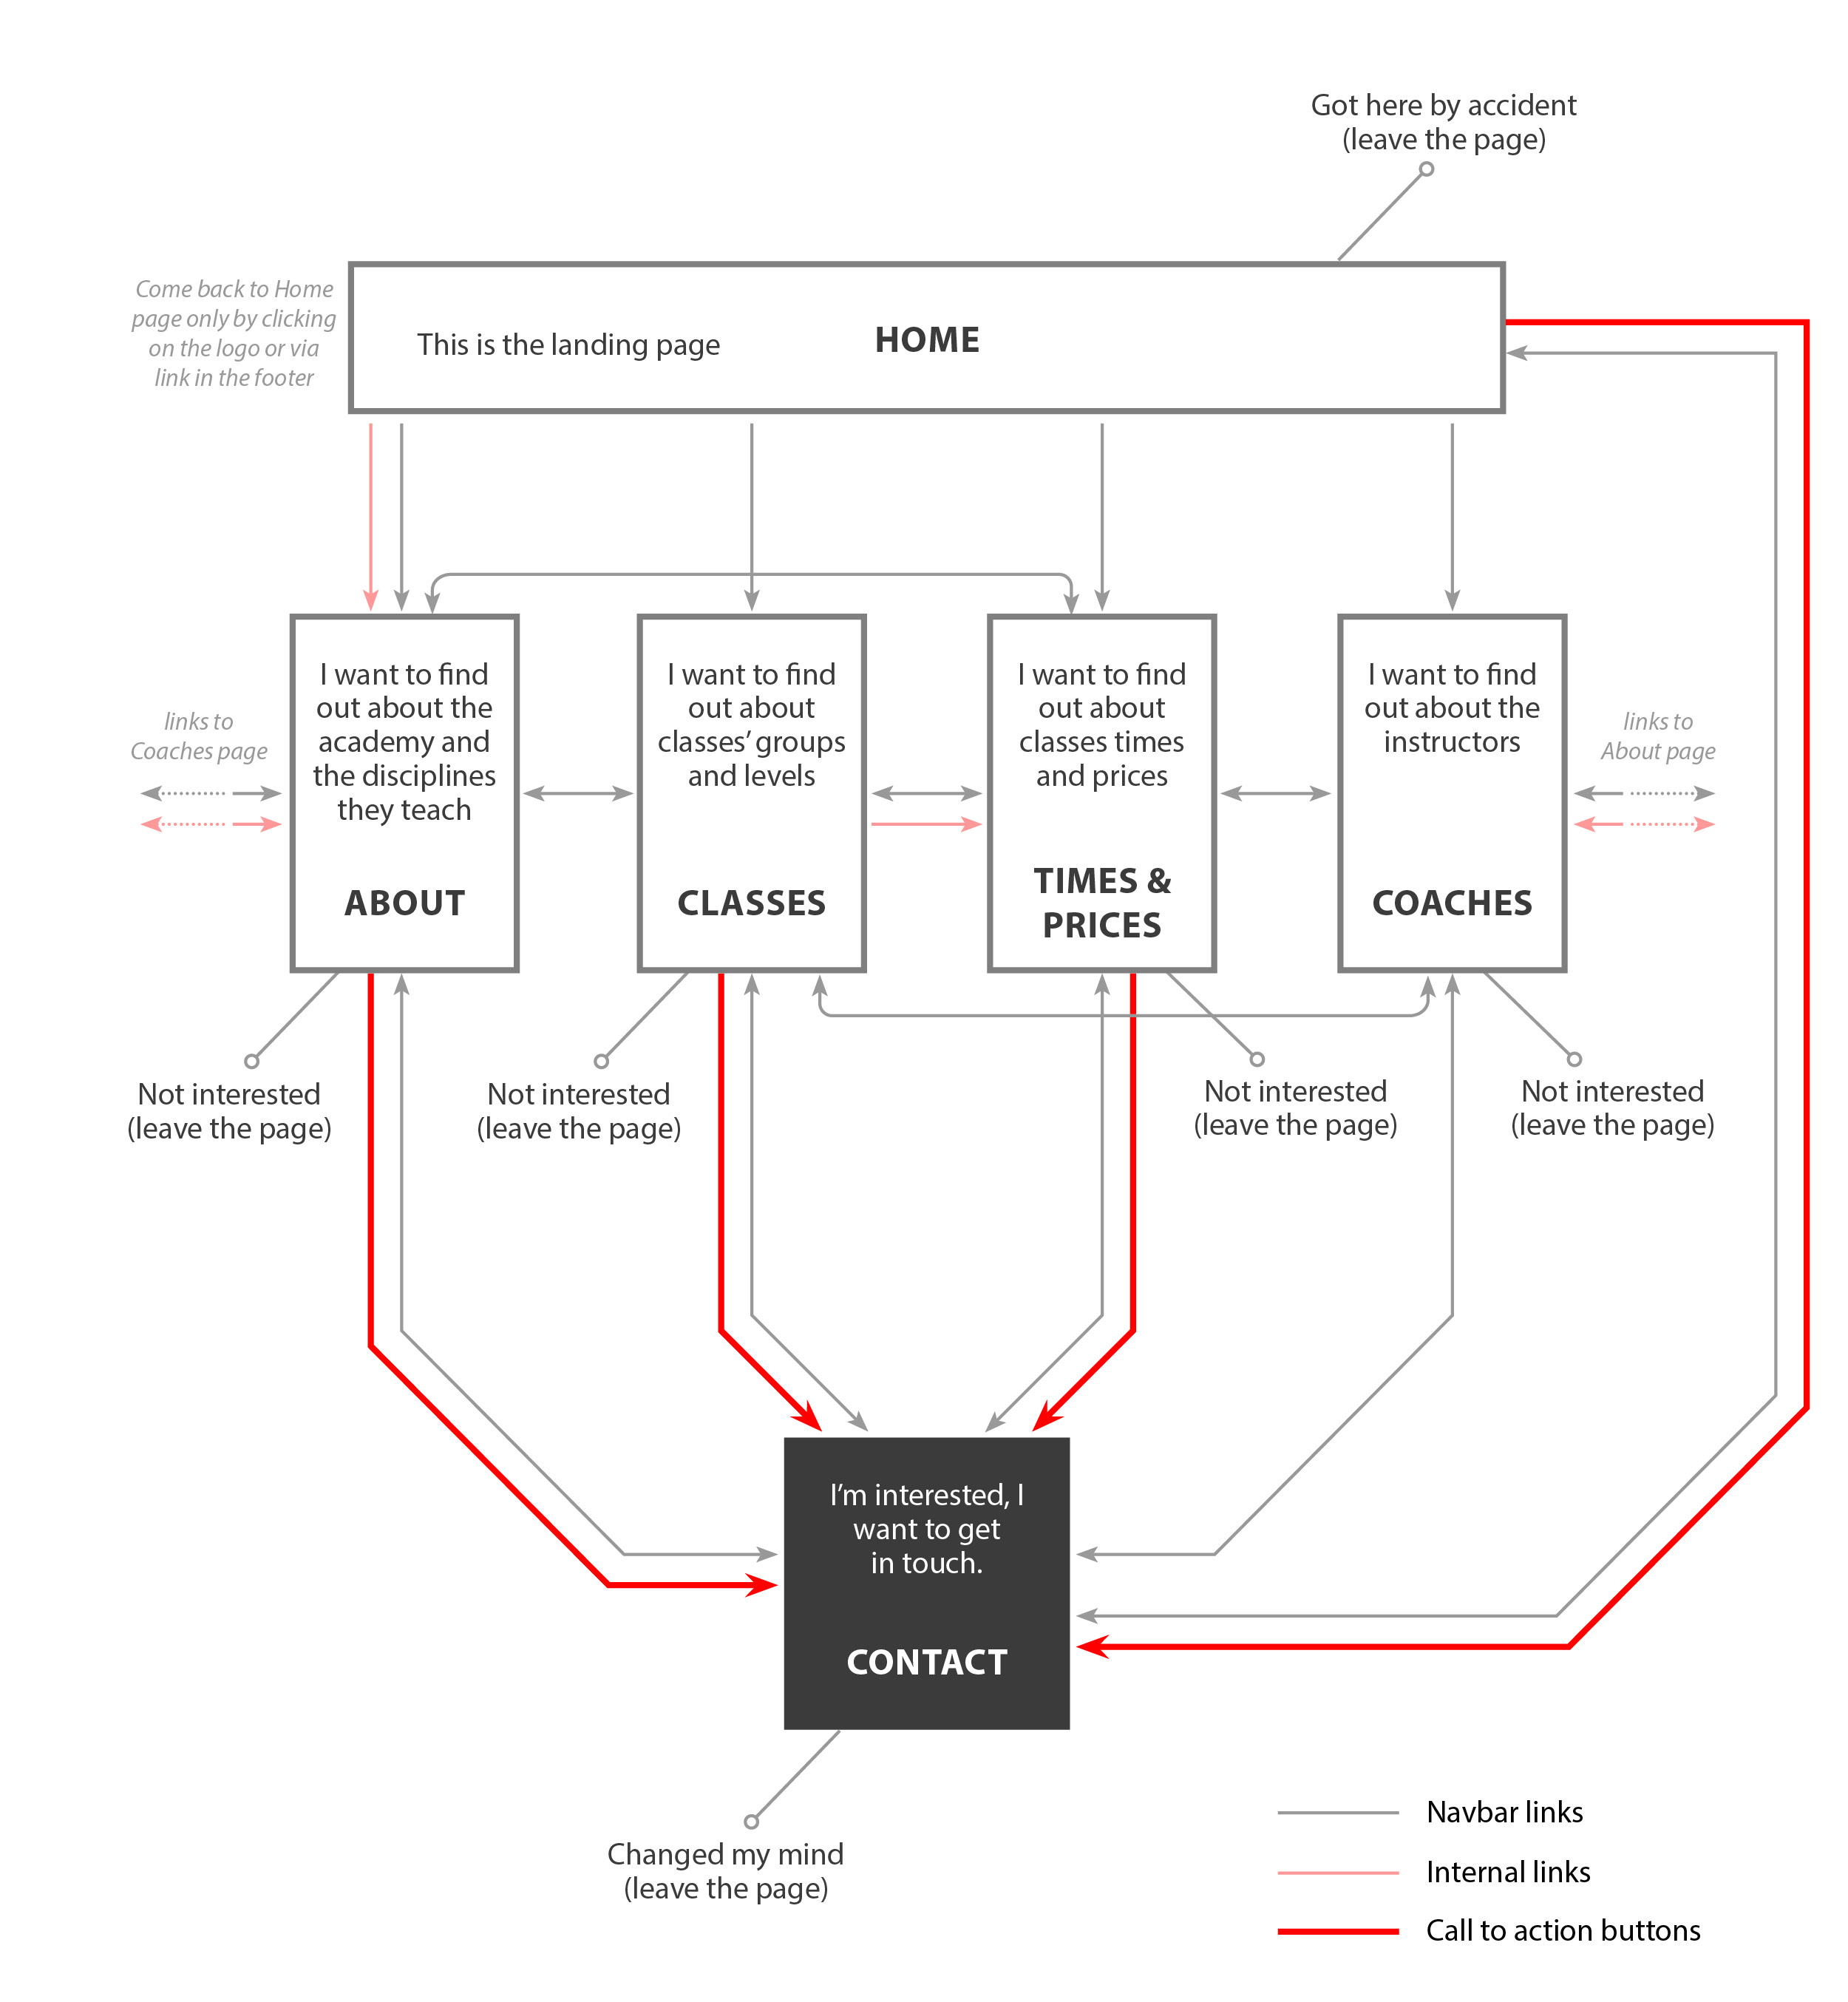 Got here by accident
(leave the page)
Come back to Home
page only by clicking
on the logo or via
link in the footer
This is the landing page
HOME
links to
Coaches page
I want to find
out about the
academy and
the disciplines
they teach
ABOUT
I want to find
out about
classes’ groups
and levels
CLASSES
I want to find
out about
classes times
and prices
TIMES &
PRICES
I want to find
out about the
instructors
COACHES
links to
About page
Not interested
(leave the page)
Not interested
(leave the page)
Not interested
(leave the page)
Not interested
(leave the page)
I’m interested, I
want to get
in touch.
CONTACT
Changed my mind
(leave the page)
Navbar links
Internal links
Call to action buttons